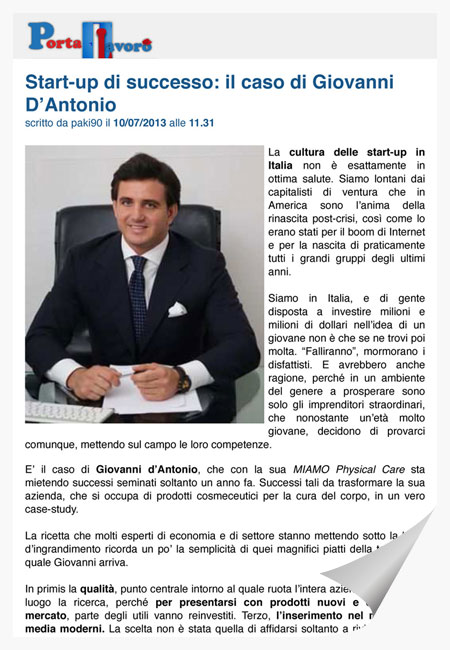 Porta Lavoro
Start-up di successo: il caso di Giovanni
D’Antonio
scritto da paki90 il 10/07/2013 alle 11.31
La cultura delle start-up in
Italia non è esattamente in
ottima salute. Siamo lontani dai
capitalisti di ventura che in
America sono l’anima della
rinascita post-crisi, così come lo
erano stati per il boom di Internet
e per la nascita di praticamente
tutti i grandi gruppi degli ultimi
anni.
Siamo in Italia, e di gente
disposta a investire milioni e
milioni di dollari nell’idea di un
giovane non è che se ne trovi poi
molta. “Falliranno”, mormorano i
disfattisti. E avrebbero anche
ragione, perché in un ambiente
del genere a prosperare sono
solo gli imprenditori straordinari,
che nonostante un’età molto
giovane, decidono di provarci
comunque, mettendo sul campo le loro competenze.
E’ il caso di Giovanni d’Antonio, che con la sua MIAMO Physical Care sta
mietendo successi seminati soltanto un anno fa. Successi tali da trasformare la sua
azienda, che si occupa di prodotti cosmeceutici per la cura del corpo, in un vero
case-study.
La ricetta che molti esperti di economia e di settore stanno mettendo sotto la
d’ingrandimento ricorda un po’ la semplicità di quei magnifici piatti della
quale Giovanni arriva.
In primis la qualità, punto centrale intorno al quale ruota l’intera
luogo la ricerca, perché per presentarsi con prodotti nuovi e
mercato, parte degli utili vanno reinvestiti. Terzo, l’inserimento nel
media moderni. La scelta non è stata quella di affidarsi soltanto a